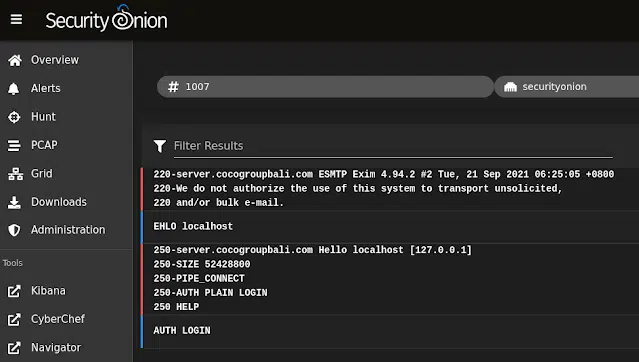 Security Onion
Overview
Alerts
Hunt
PCAP
Grid
Downloads
Administration
Tools
Kibana
CyberChef
Navigator
# 1007
securityonion
Filter Results
220-server.cocogroupbali.com ESMTP Exim 4.94.2 #2 Tue, 21 Sep 2021 06:25:05 +0800
220-We do not authorize the use of this system to transport unsolicited,
220 and/or bulk e-mail.
EHLO localhost
250-server.cocogroupbali.com Hello localhost [127.0.0.1]
250-SIZE 52428800
250-PIPE_CONNECT
250-AUTH PLAIN LOGIN
250 HELP
AUTH LOGIN